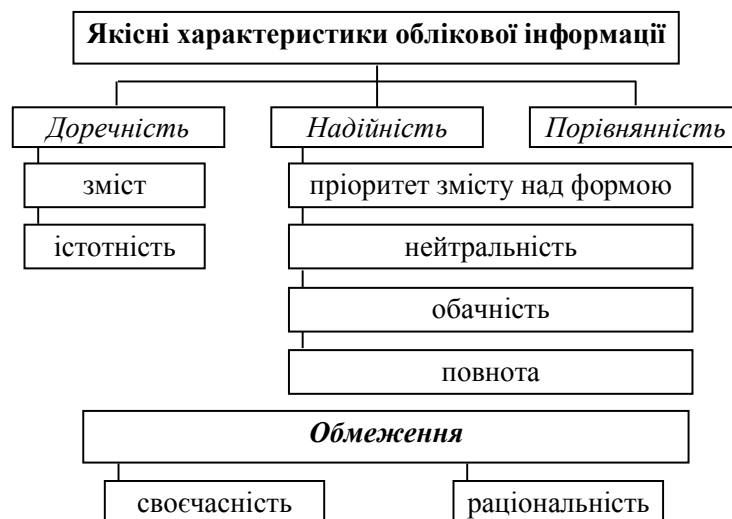 Якісні характеристики облікової інформації
Доречність
Надійність
Порівнянність
зміст
пріоритет змісту над формою
істотність
нейтральність
обачність
повнота
Обмеження
своєчасність
раціональність